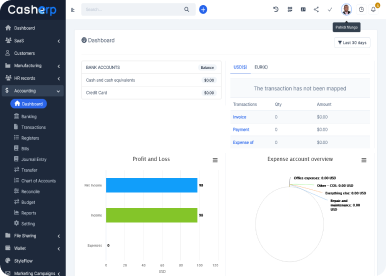 Casherp
Search...
Patrick Mungo
Dashboard
SaaS
Customers
Manufacturing
HR records
Accounting
Dashboard
Banking
Transactions
Registers
Bills
Journal Entry
Transfer
Chart of Accounts
Reconcile
Budget
Reports
Setting
File Sharing
Wallet
StyleFlow
Marketing Campaigns
Dashboard
Last 30 days
BANK ACCOUNTS Balance
Cash and cash equivalents $0.00
Credit Card $0.00
USD($) EUR(€)
The transaction has not been mapped
Transactions Qty Amount
Invoice 0 $0.00
Payment 0 $0.00
Expense of 0 $0.00
Profit and Loss
Net Income
Income
Expenses 0
0 20 40 60 80 100 120
USD
Expense account overview
Office expenses: 0.00 USD
Other - COS: 0.00 USD
Everything else: 0.00 USD
Repair and
maintenance: 0.00
USD